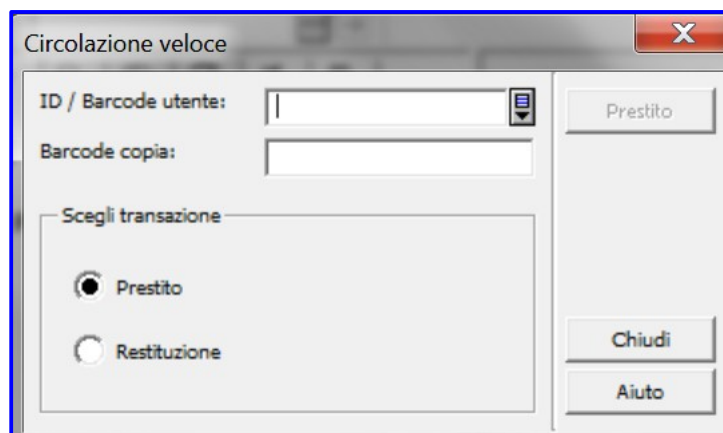 Circolazione veloce
ID / Barcode utente:
Prestito
Barcode copia:
Scegli transazione
Prestito
Restituzione
Chiudi
Aiuto